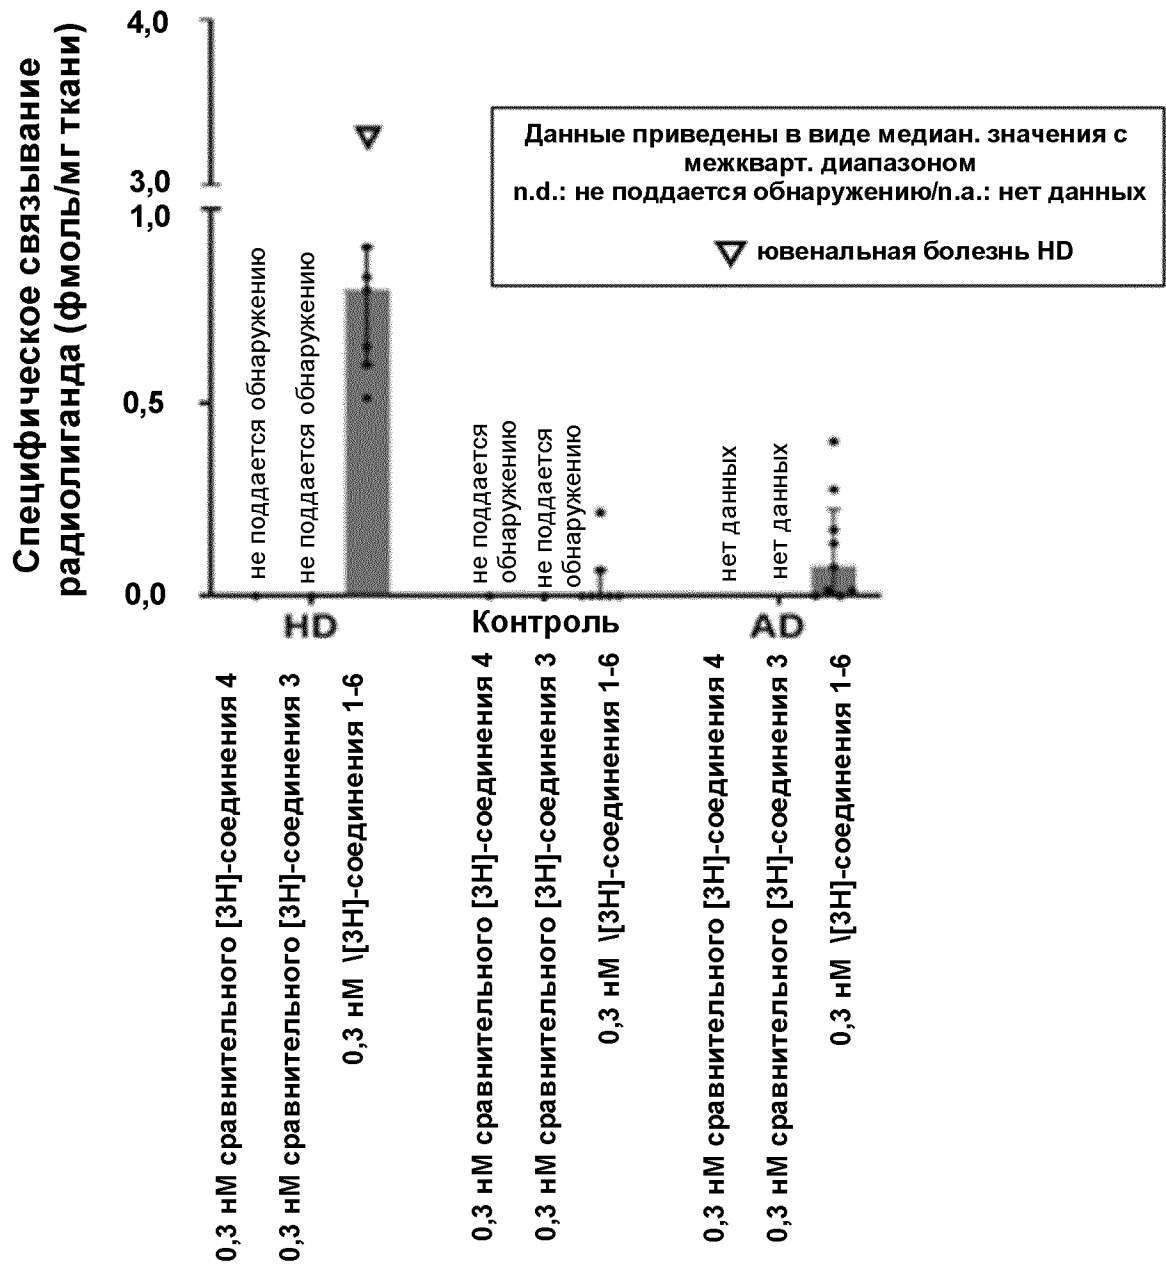 Специфическое связывание
радиолиганда (фмоль/мг ткани)
4,0
3,0
1,0
0,5
0,0
Данные приведены в виде медиан. значения с
межкварт. диапазоном
n.d.: не поддается обнаружению/n.a.: нет данных
ювенальная болезнь HD
не поддается обнаружению
не поддается обнаружению
не поддается
обнаружению
не поддается
обнаружению
нет данных
нет данных
HD
Контроль
AD
0,3 нМ сравнительного [3H]-соединения 4
0,3 нМ сравнительного [3H]-соединения 3
0,3 нМ \[3H]-соединения 1-6
0,3 нМ сравнительного [3H]-соединения 4
0,3 нМ сравнительного [3H]-соединения 3
0,3 нМ \[3H]-соединения 1-6
0,3 нМ сравнительного [3H]-соединения 4
0,3 нМ сравнительного [3H]-соединения 3
0,3 нМ \[3H]-соединения 1-6